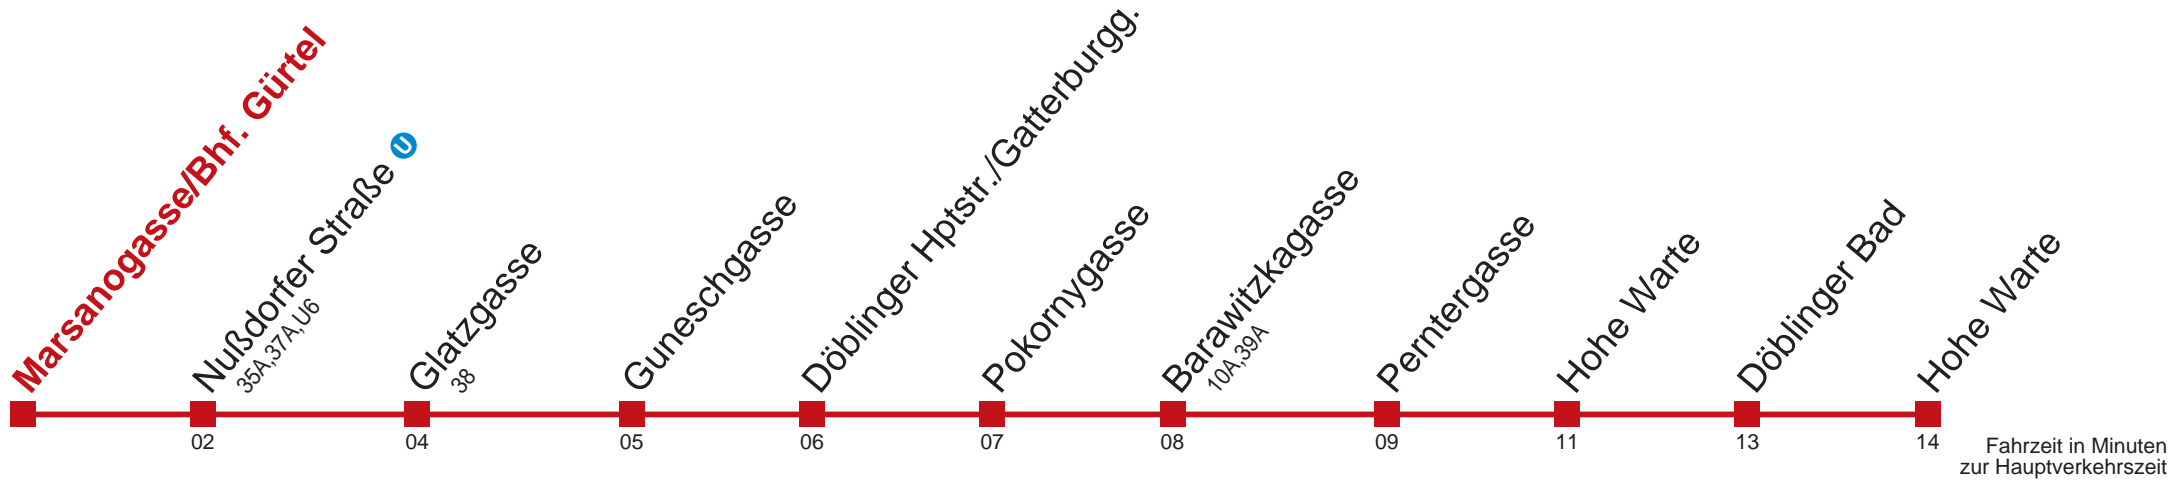 Marsanogasse/Bhf. Gürtel
Nußdorfer Straße U
35A,37A,U6
Glatzgasse
38
Guneschgasse
Döblinger Hptstr./Gatterburgg.
Pokornygasse
Barawitzkagasse
10A,39A
Perntergasse
Hohe Warte
Döblinger Bad
Hohe Warte
02
04
05
06
07
08
09
11
13
14
Fahrzeit in Minuten
zur Hauptverkehrszeit